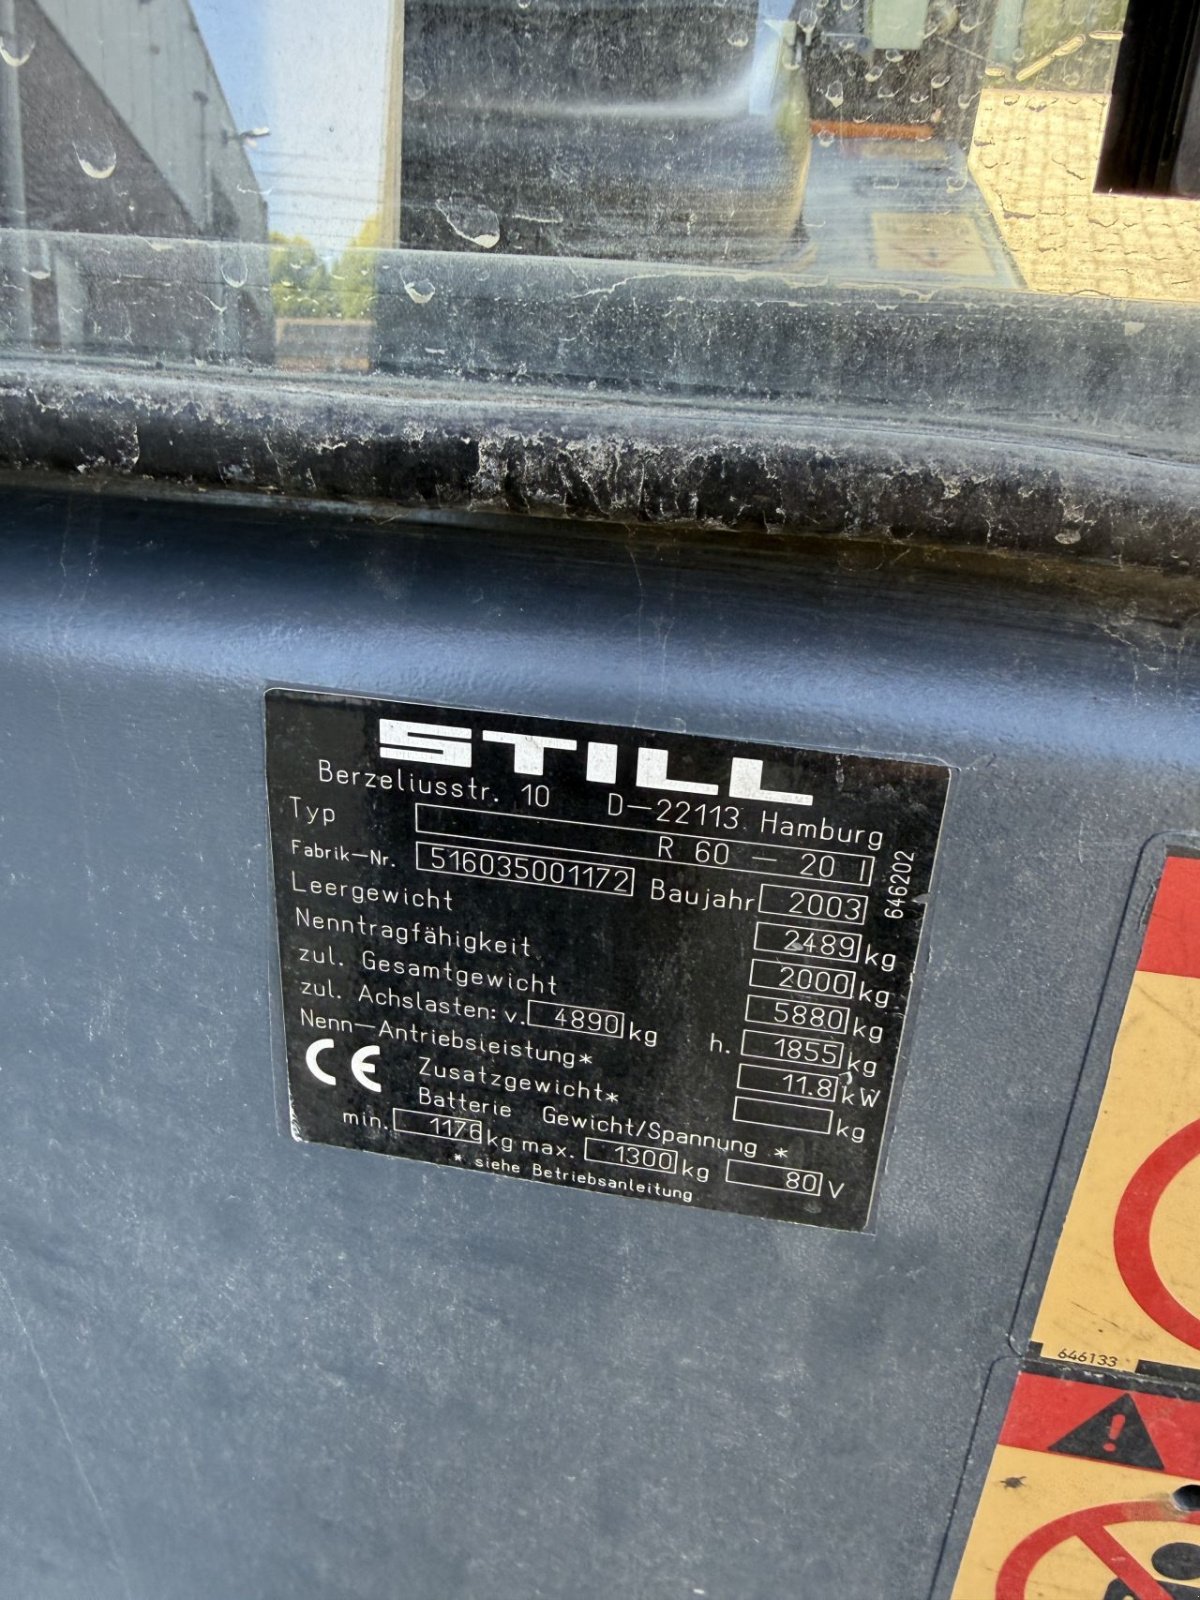 STILL
Berzeliusstr. 10 D-22113 Hamburg
Typ R 60 - 20 I
Fabrik-Nr. 516035001172 Baujahr 2003
Leergewicht 2489 kg
Nenntragfähigkeit 2000 kg
zul. Gesamtgewicht 5880 kg
zul. Achslasten: v. 4890 kg h. 1855 kg
Nenn-Antriebsleistung* 11.8 kW
CE Zusatzgewicht* kg
Batterie Gewicht/Spannung *
min. 1176 kg max. 1300 kg 80 V
* siehe Betriebsanleitung
646202
646133